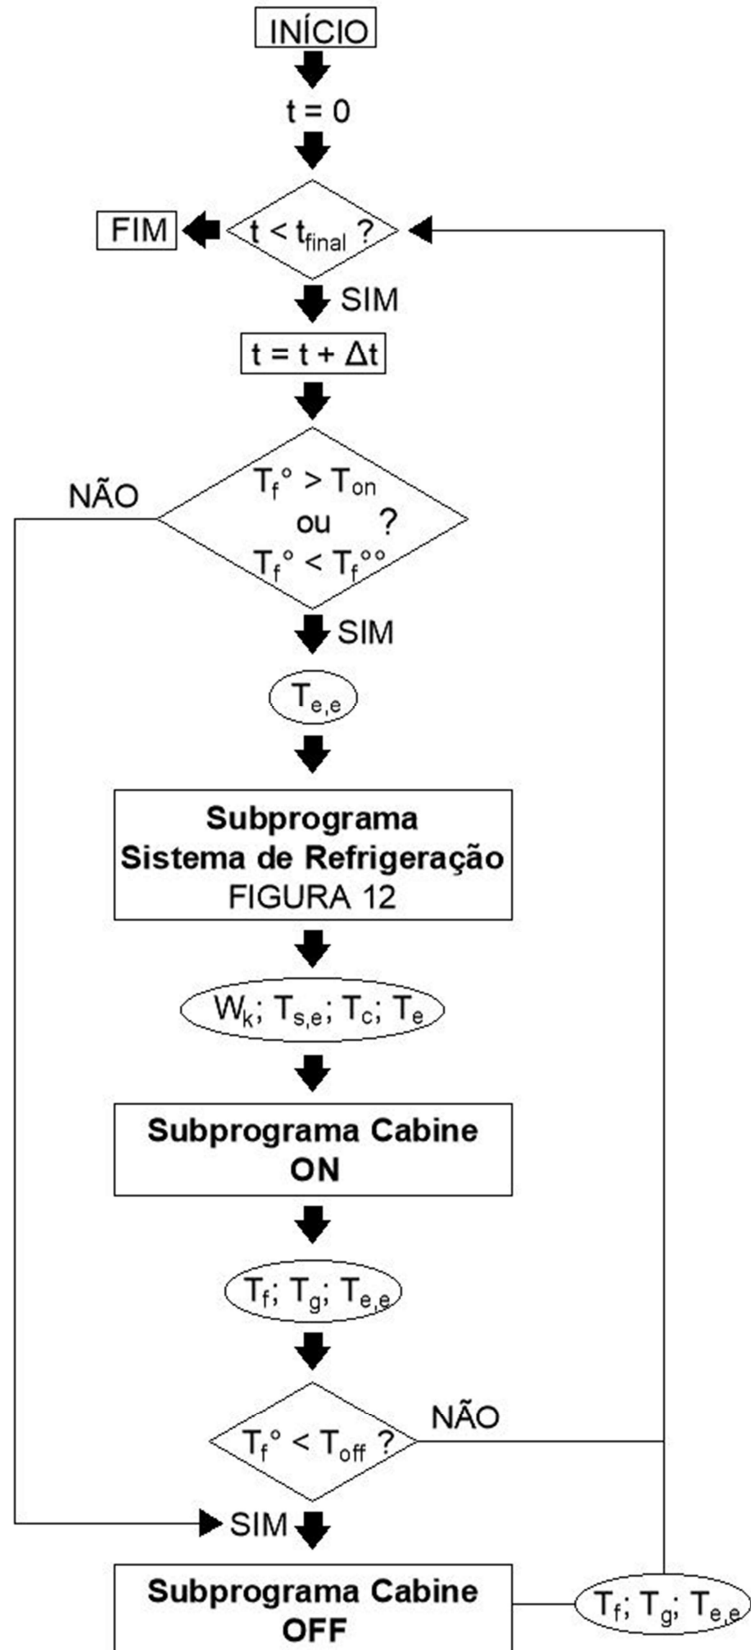 INÍCIO
t = 0
FIM
t < t_final ?
SIM
t = t + Δt
NÃO
T_f° > T_on
ou ?
T_f° < T_f°°
SIM
T_e,e
Subprograma
Sistema de Refrigeração
FIGURA 12
W_k; T_s,e; T_c; T_e
Subprograma Cabine
ON
T_f; T_g; T_e,e
NÃO
T_f° < T_off ?
SIM
Subprograma Cabine
OFF
T_f; T_g; T_e,e